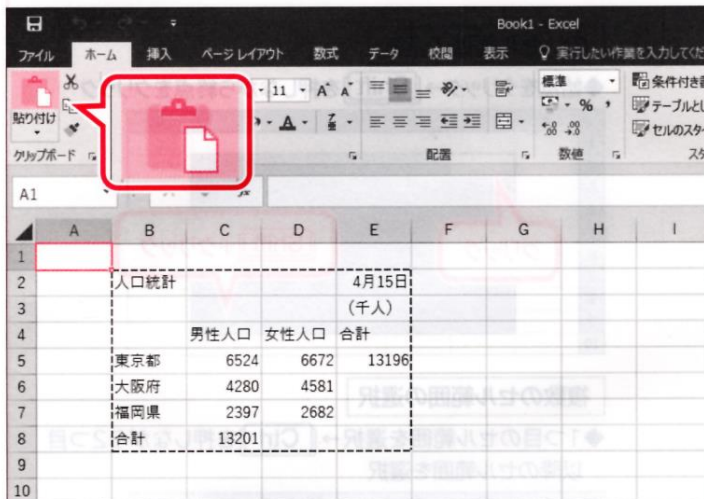 Book1 - Excel
ファイル ホーム 挿入 ページ レイアウト 数式 データ 校閲 表示 実行したい作業を入力してくだ
11 A A 標準 条件付き書
貼り付け % , テーブルとし
A セルのスタ
クリップボード 配置 数値 スタ
A1 fx
A B C D E F G H I
1
2 人口統計 4月15日
3 (千人)
4 男性人口 女性人口 合計
5 東京都 6524 6672 13196
6 大阪府 4280 4581
7 福岡県 2397 2682
8 合計 13201
9
10